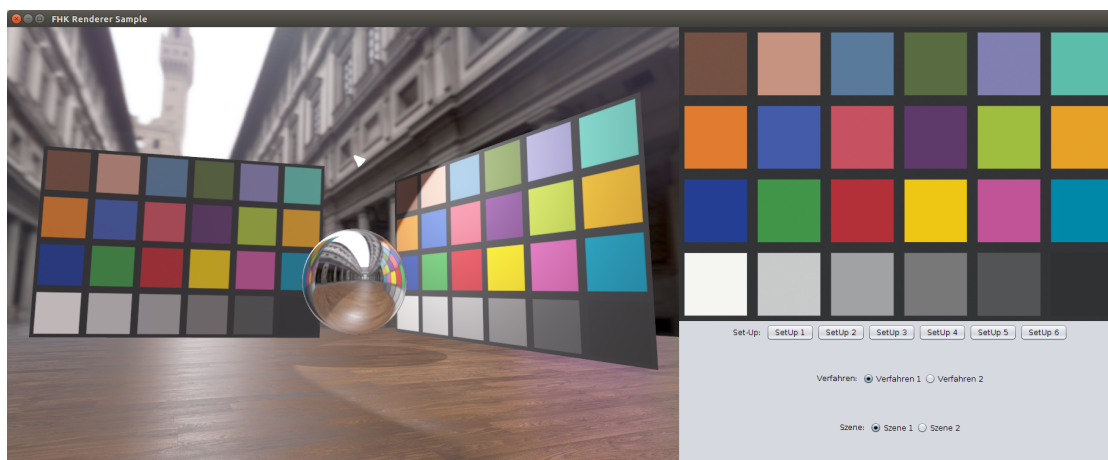 FHK Renderer Sample
Set-Up: SetUp 1 SetUp 2 SetUp 3 SetUp 4 SetUp 5 SetUp 6
Verfahren: Verfahren 1 Verfahren 2
Szene: Szene 1 Szene 2